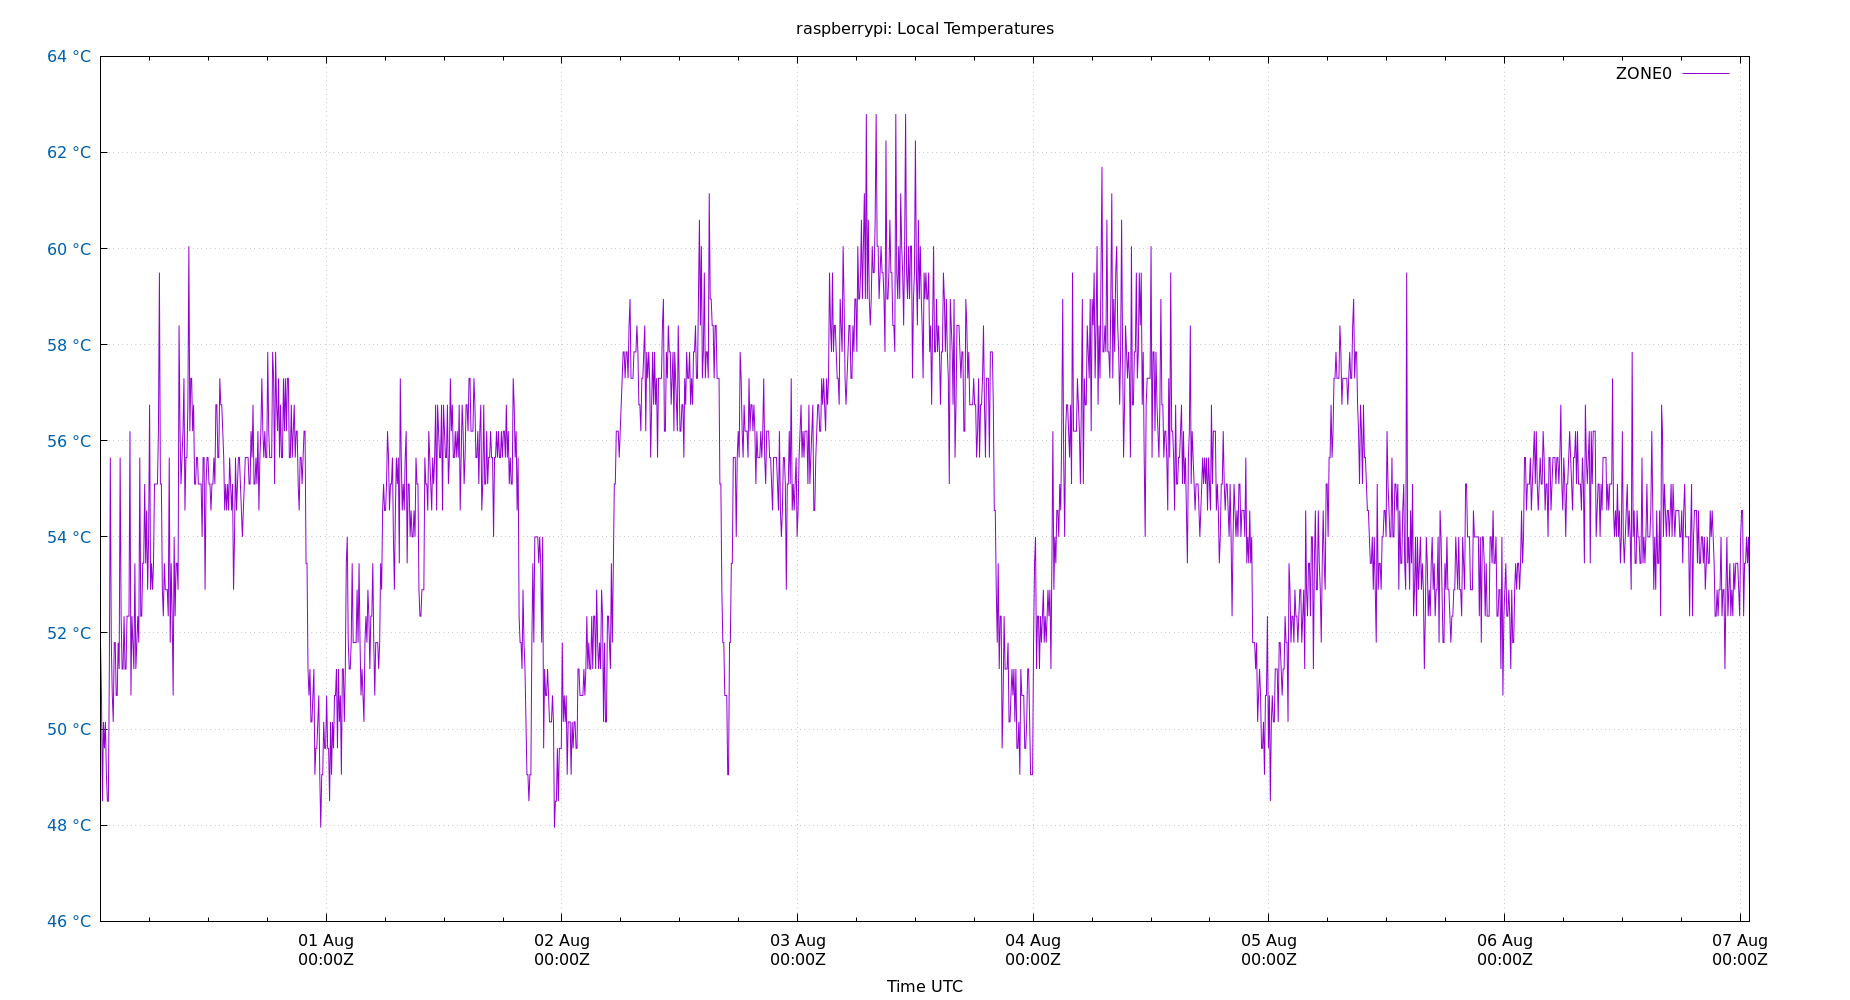 raspberrypi: Local Temperatures
64 °C
ZONE0
62 °C
60 °C
58 °C
56 °C
54 °C
52 °C
50 °C
48 °C
46 °C
01 Aug 02 Aug 03 Aug 04 Aug 05 Aug 06 Aug 07 Aug
00:00Z 00:00Z 00:00Z 00:00Z 00:00Z 00:00Z 00:00Z
Time UTC